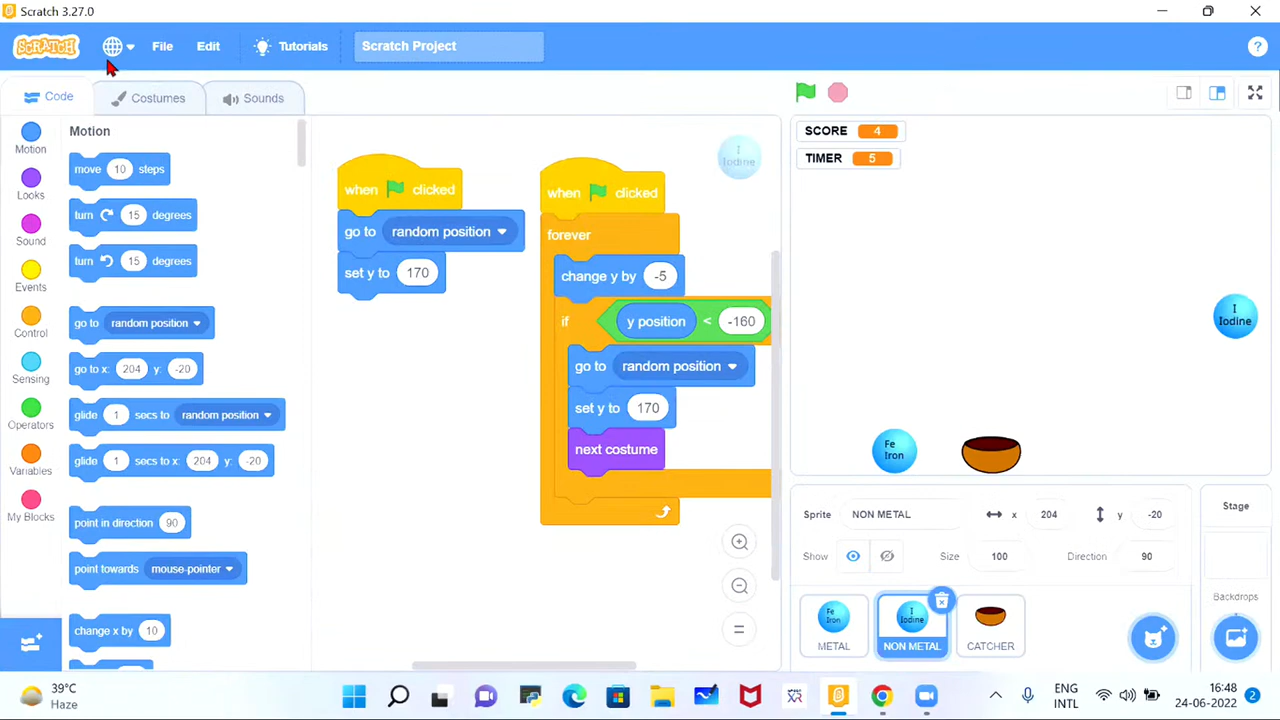 Scratch 3.27.0
SCRATCH
File
Edit
Tutorials
Scratch Project
?
Code
Costumes
Sounds
Motion
Looks
Sound
Events
Control
Sensing
Operators
Variables
My Blocks
Motion
move 10 steps
turn 15 degrees
turn 15 degrees
go to random position
go to x: 204 y: -20
glide 1 secs to random position
glide 1 secs to x: 204 y: -20
point in direction 90
point towards mouse-pointer
change x by 10
when clicked
go to random position
set y to 170
when clicked
forever
change y by -5
if y position < -160
go to random position
set y to 170
next costume
I
Iodine
SCORE 4
TIMER 5
I
Iodine
Fe
Iron
Sprite NON METAL x 204 y -20
Show Size 100 Direction 90
Fe
Iron
METAL
I
Iodine
NON METAL
CATCHER
Stage
Backdrops
39°C
Haze
ENG
INTL
16:48
24-06-2022
2